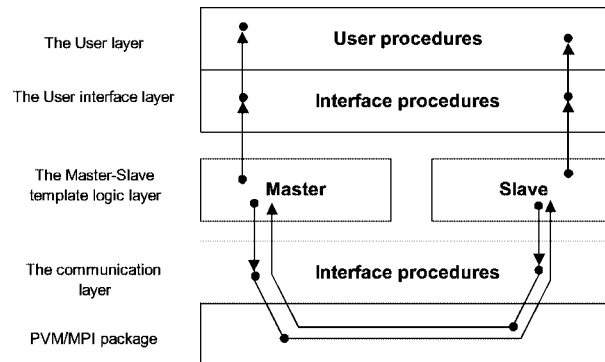 The User layer
User procedures
The User interface layer
Interface procedures
The Master-Slave
template logic layer
Master
Slave
The communication
layer
Interface procedures
PVM/MPI package